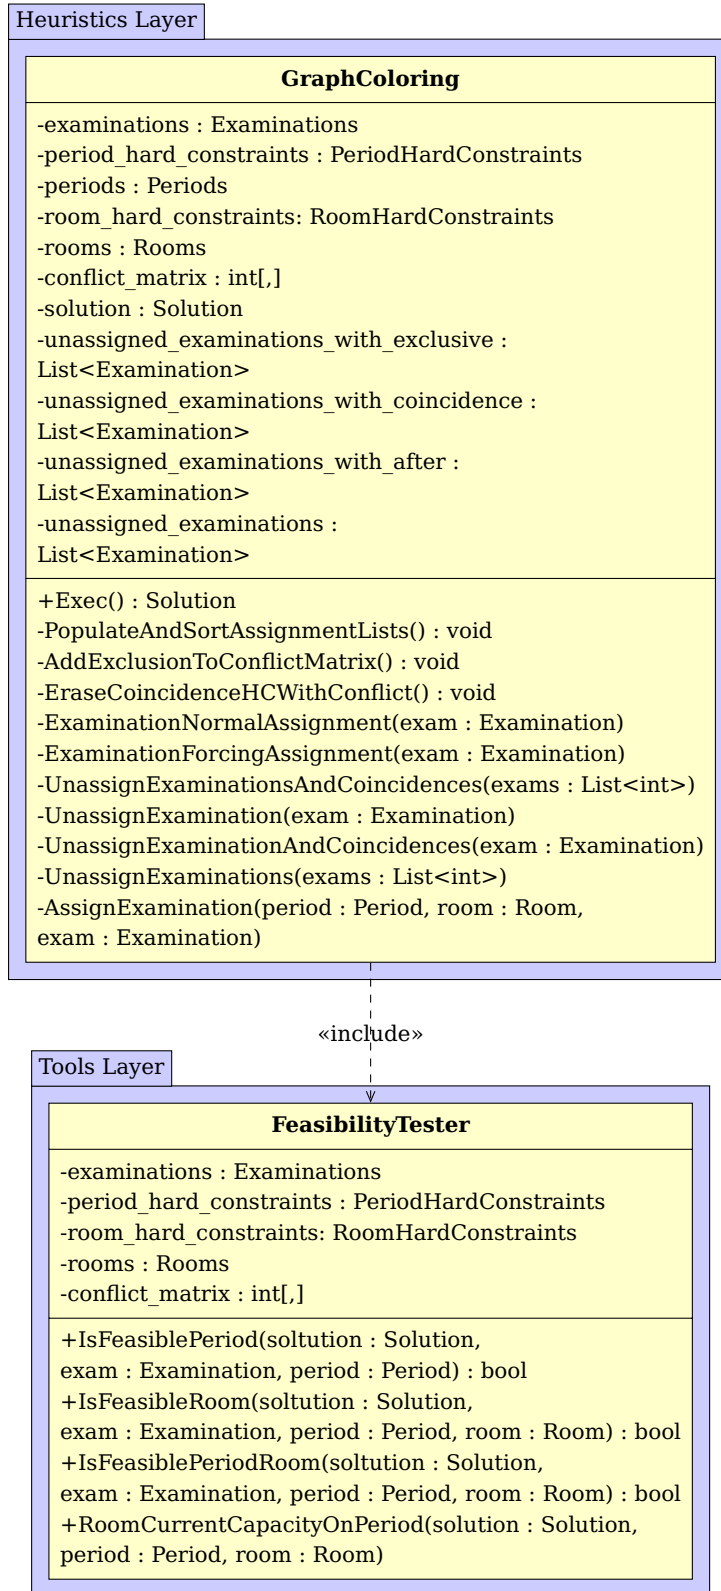 Heuristics Layer
GraphColoring
-examinations : Examinations
-period_hard_constraints : PeriodHardConstraints
-periods : Periods
-room_hard_constraints: RoomHardConstraints
-rooms : Rooms
-conflict_matrix : int[,]
-solution : Solution
-unassigned_examinations_with_exclusive :
List<Examination>
-unassigned_examinations_with_coincidence :
List<Examination>
-unassigned_examinations_with_after :
List<Examination>
-unassigned_examinations :
List<Examination>
+Exec() : Solution
-PopulateAndSortAssignmentLists() : void
-AddExclusionToConflictMatrix() : void
-EraseCoincidenceHCWithConflict() : void
-ExaminationNormalAssignment(exam : Examination)
-ExaminationForcingAssignment(exam : Examination)
-UnassignExaminationsAndCoincidences(exams : List<int>)
-UnassignExamination(exam : Examination)
-UnassignExaminationAndCoincidences(exam : Examination)
-UnassignExaminations(exams : List<int>)
-AssignExamination(period : Period, room : Room,
exam : Examination)
«include»
Tools Layer
FeasibilityTester
-examinations : Examinations
-period_hard_constraints : PeriodHardConstraints
-room_hard_constraints: RoomHardConstraints
-rooms : Rooms
-conflict_matrix : int[,]
+IsFeasiblePeriod(soltution : Solution,
exam : Examination, period : Period) : bool
+IsFeasibleRoom(soltution : Solution,
exam : Examination, period : Period, room : Room) : bool
+IsFeasiblePeriodRoom(soltution : Solution,
exam : Examination, period : Period, room : Room) : bool
+RoomCurrentCapacityOnPeriod(solution : Solution,
period : Period, room : Room)